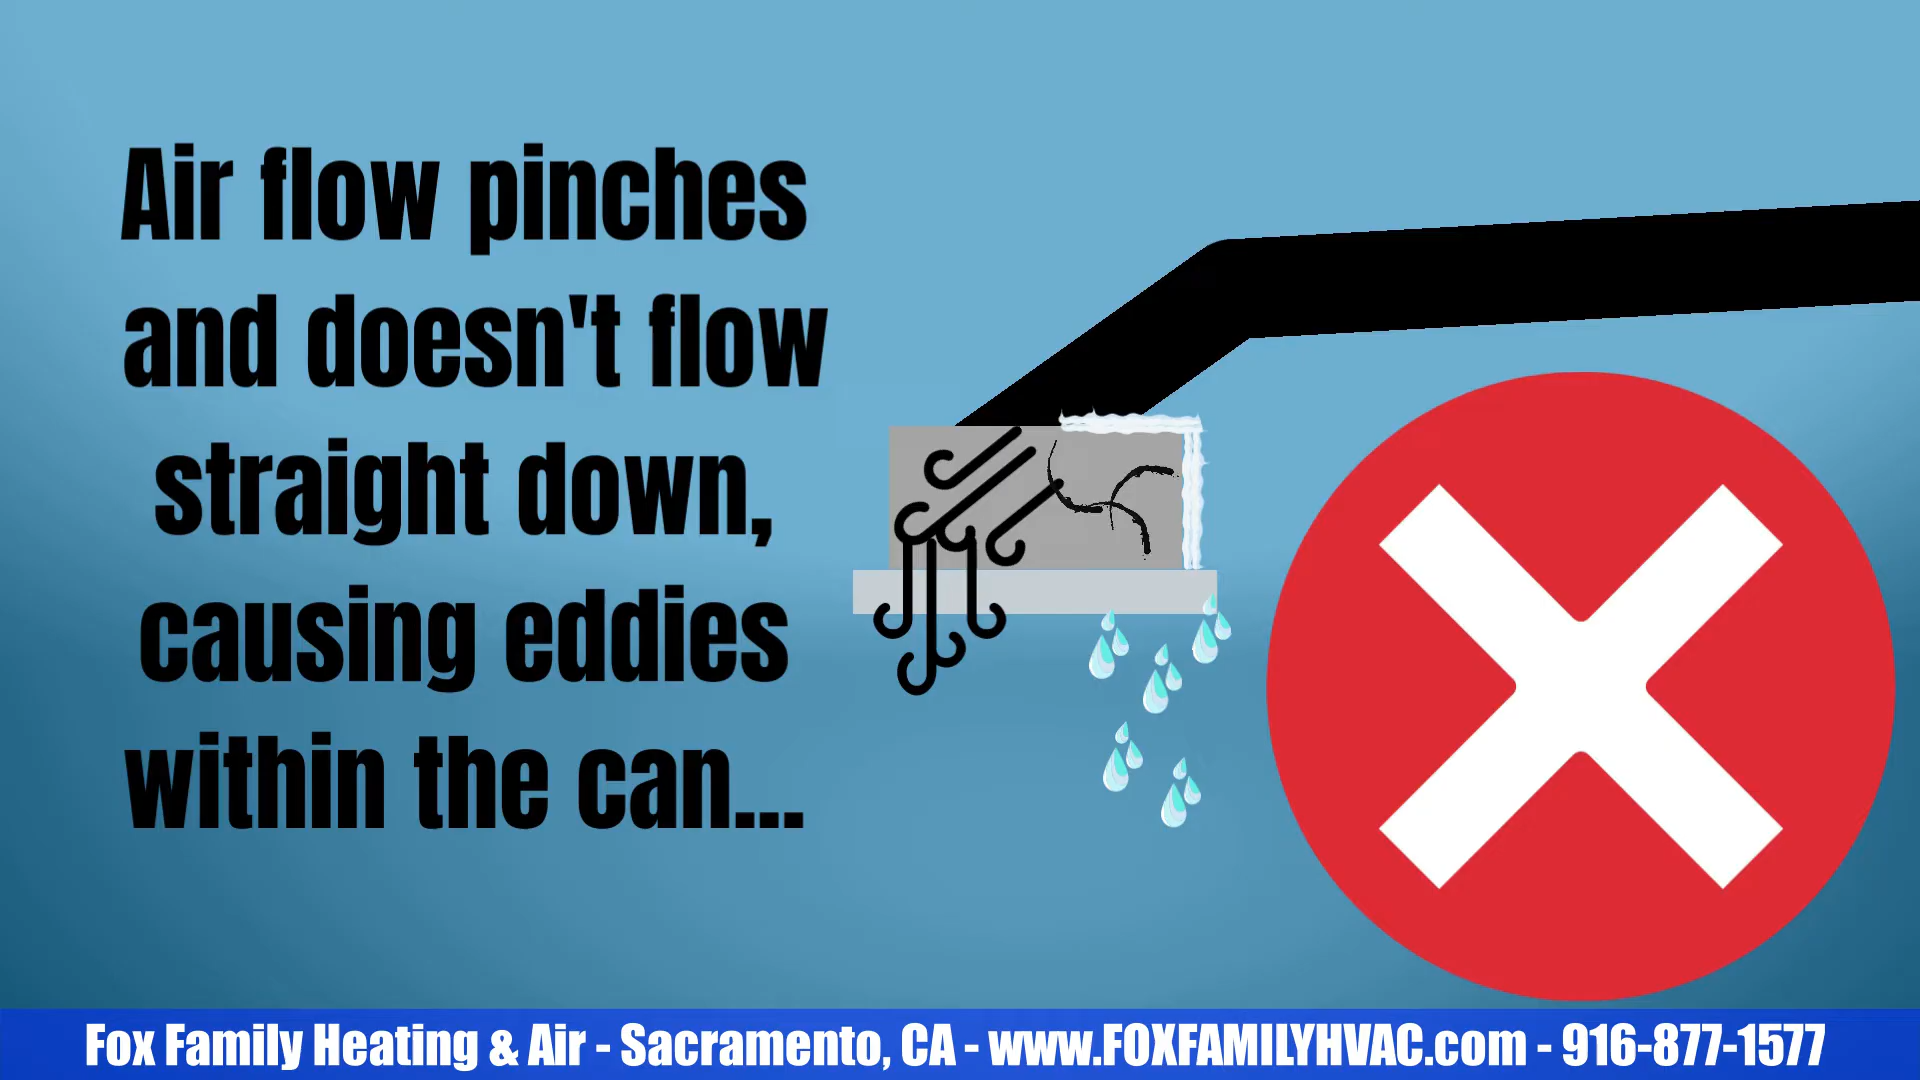 Air flow pinches
and doesn't flow
straight down,
causing eddies
within the can...
Fox Family Heating & Air - Sacramento, CA - www.FOXFAMILYHVAC.com - 916-877-1577